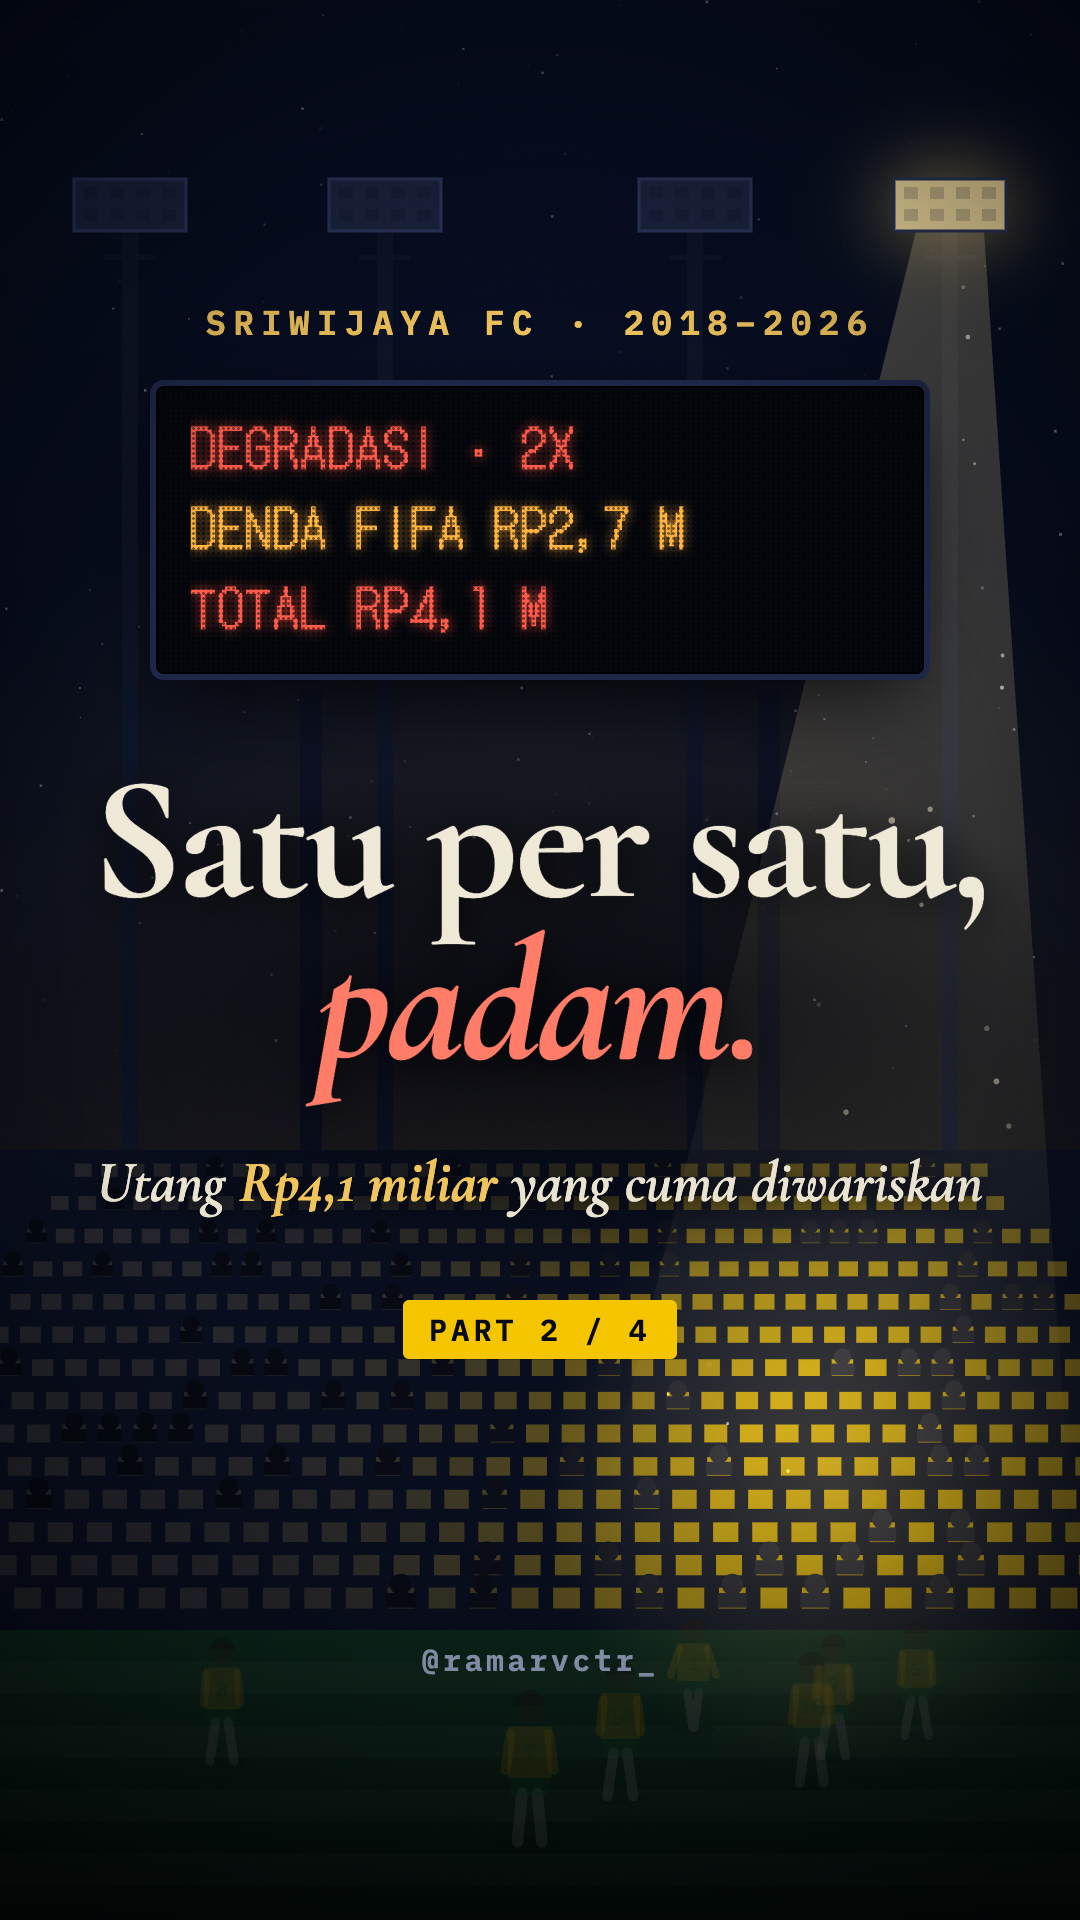 SRIWIJAYA FC · 2018–2026
DEGRADASI · 2X
DENDA FIFA RP2,7 M
TOTAL RP4,1 M
Satu per satu,
padam.
Utang Rp4,1 miliar yang cuma diwariskan
PART 2 / 4
@ramarvctr_